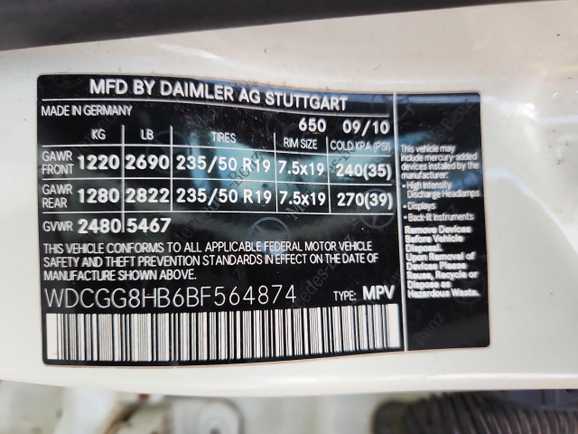 MFD BY DAIMLER AG STUTTGART
MADE IN GERMANY 650 09/10
KG LB TIRES RIM SIZE COLD KPA (PSI)
GAWR FRONT 1220 2690 235/50 R19 7.5x19 240(35)
GAWR REAR 1280 2822 235/50 R19 7.5x19 270(39)
GVWR 2480 5467
THIS VEHICLE CONFORMS TO ALL APPLICABLE FEDERAL MOTOR VEHICLE
SAFETY AND THEFT PREVENTION STANDARDS IN EFFECT ON THE DATE OF
MANUFACTURE SHOWN ABOVE.
WDCGG8HB6BF564874 TYPE: MPV
This vehicle may
include mercury-added
devices installed by the
manufacturer:
• High Intensity
Discharge Headlamps
• Displays
• Back-lit Instruments
Remove Devices
Before Vehicle
Disposal.
Upon Removal of
Devices Please
Reuse, Recycle or
Dispose as
Hazardous Waste.